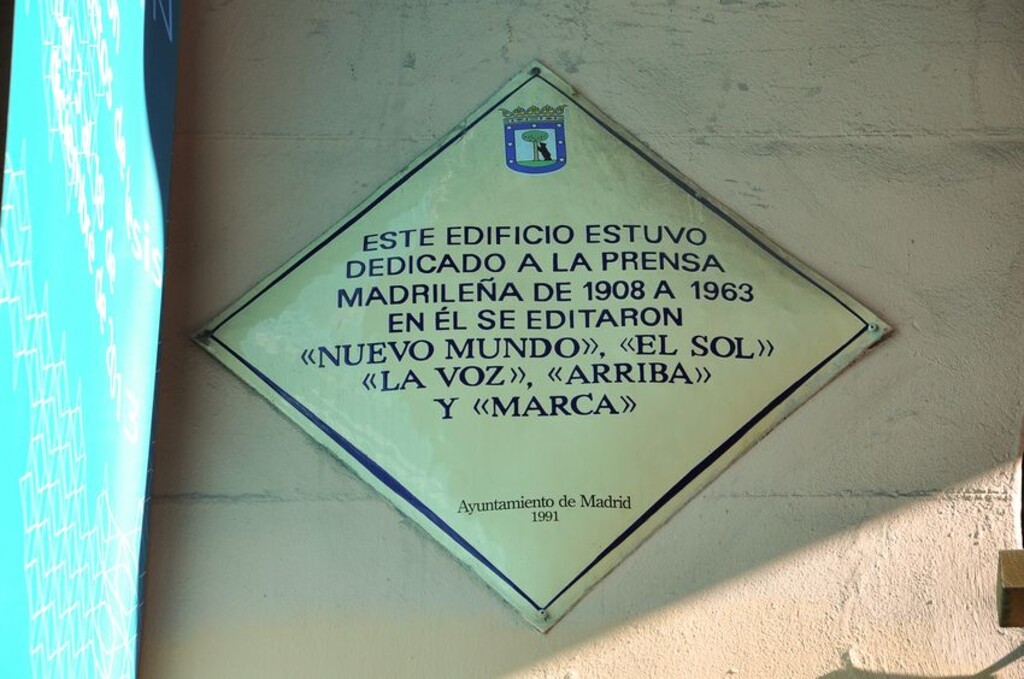 ESTE EDIFICIO ESTUVO
DEDICADO A LA PRENSA
MADRILEÑA DE 1908 A 1963
EN ÉL SE EDITARON
«NUEVO MUNDO», «EL SOL»
«LA VOZ», «ARRIBA»
Y «MARCA»
Ayuntamiento de Madrid
1991